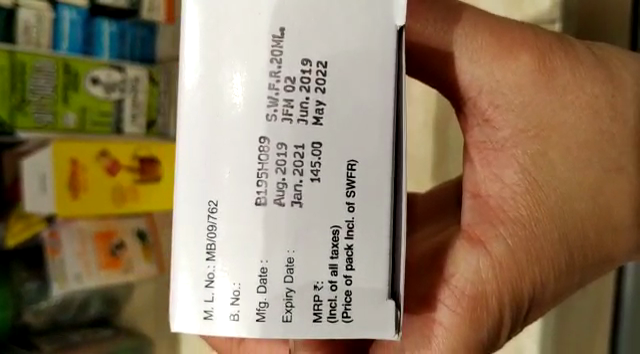 M. L. No.: MB/09/762
B. No.: B195H089 S.W.F.R.20ML.
Mfg. Date : Aug.2019 JFM 02
Expiry Date : Jan.2021 Jun.2019
MRP ₹: 145.00 May 2022
(Incl. of all taxes)
(Price of pack Incl. of SWFR)